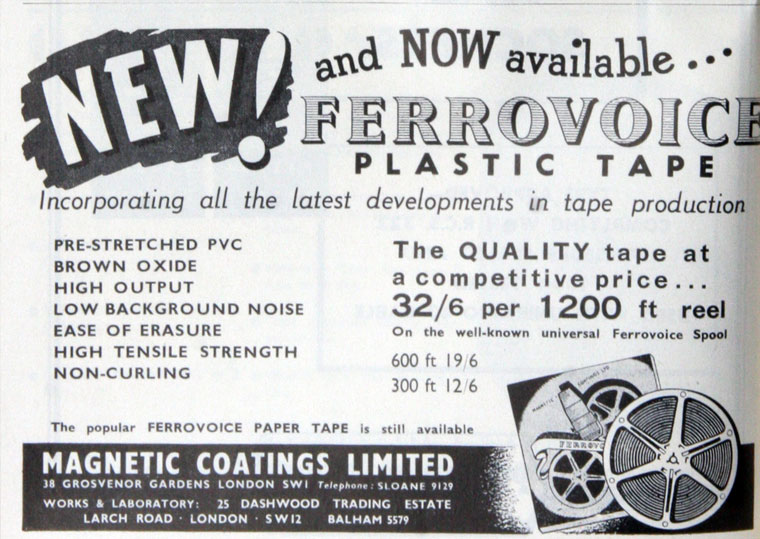 NEW! and NOW available...
FERROVOICE
PLASTIC TAPE
Incorporating all the latest developments in tape production
PRE-STRETCHED PVC
BROWN OXIDE
HIGH OUTPUT
LOW BACKGROUND NOISE
EASE OF ERASURE
HIGH TENSILE STRENGTH
NON-CURLING
The QUALITY tape at
a competitive price...
32/6 per 1200 ft reel
On the well-known universal Ferrovoice Spool
600 ft 19/6
300 ft 12/6
The popular FERROVOICE PAPER TAPE is still available
MAGNETIC COATINGS LTD
FERROVO
MAGNETIC COATINGS LIMITED
38 GROSVENOR GARDENS LONDON SW1 Telephone: SLOANE 9129
WORKS & LABORATORY: 25 DASHWOOD TRADING ESTATE
LARCH ROAD · LONDON · SW12 BALHAM 5579